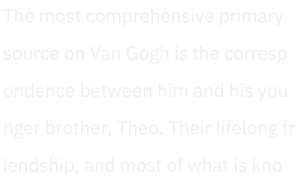 The most comprehensive primary
source on Van Gogh is the corresp
ondence between him and his you
nger brother, Theo. Their lifelong fr
iendship, and most of what is kno